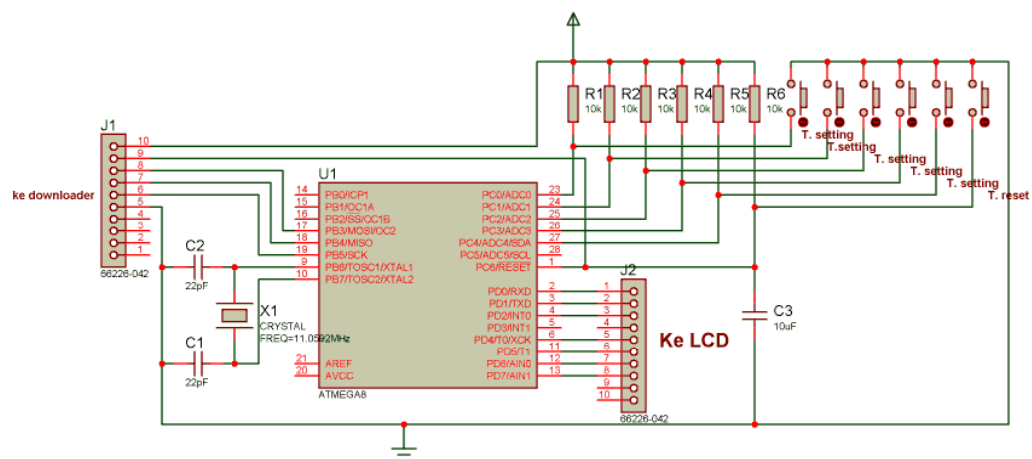 J1
10
9
8
7
6
5
4
3
2
1
66226-042
ke downloader
C2
22pF
C1
22pF
X1
CRYSTAL
FREQ=11.0592MHz
U1
14 PB0/ICP1
15 PB1/OC1A
16 PB2/SS/OC1B
17 PB3/MOSI/OC2
18 PB4/MISO
19 PB5/SCK
9 PB6/TOSC1/XTAL1
10 PB7/TOSC2/XTAL2
21 AREF
20 AVCC
PC0/ADC0 23
PC1/ADC1 24
PC2/ADC2 25
PC3/ADC3 26
PC4/ADC4/SDA 27
PC5/ADC5/SCL 28
PC6/RESET 1
PD0/RXD 2
PD1/TXD 3
PD2/INT0 4
PD3/INT1 5
PD4/T0/XCK 6
PD5/T1 11
PD6/AIN0 12
PD7/AIN1 13
ATMEGA8
R1
10k
R2
10k
R3
10k
R4
10k
R5
10k
R6
10k
T. setting
T.setting
T. setting
T. setting
T. setting
T. reset
J2
1
2
3
4
5
6
7
8
9
10
66226-042
Ke LCD
C3
10uF